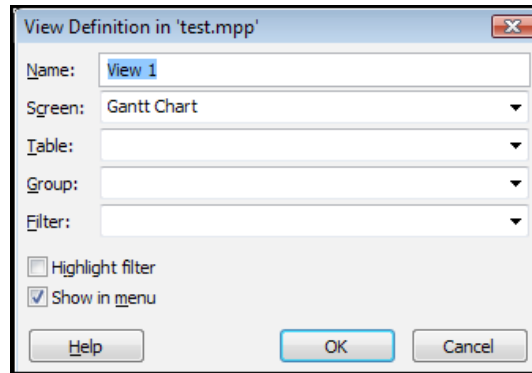 View Definition in 'test.mpp'
Name: View 1
Screen: Gantt Chart
Table:
Group:
Filter:
Highlight filter
Show in menu
Help OK Cancel